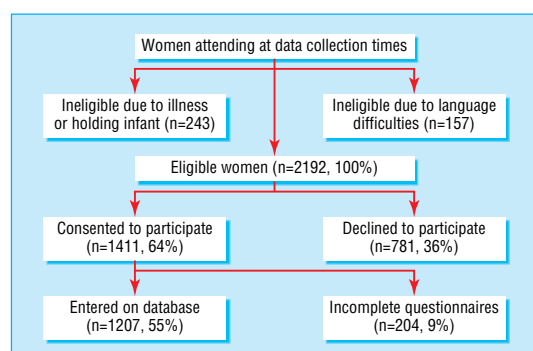 Women attending at data collection times
Ineligible due to illness
or holding infant (n=243)
Ineligible due to language
difficulties (n=157)
Eligible women (n=2192, 100%)
Consented to participate
(n=1411, 64%)
Declined to participate
(n=781, 36%)
Entered on database
(n=1207, 55%)
Incomplete questionnaires
(n=204, 9%)